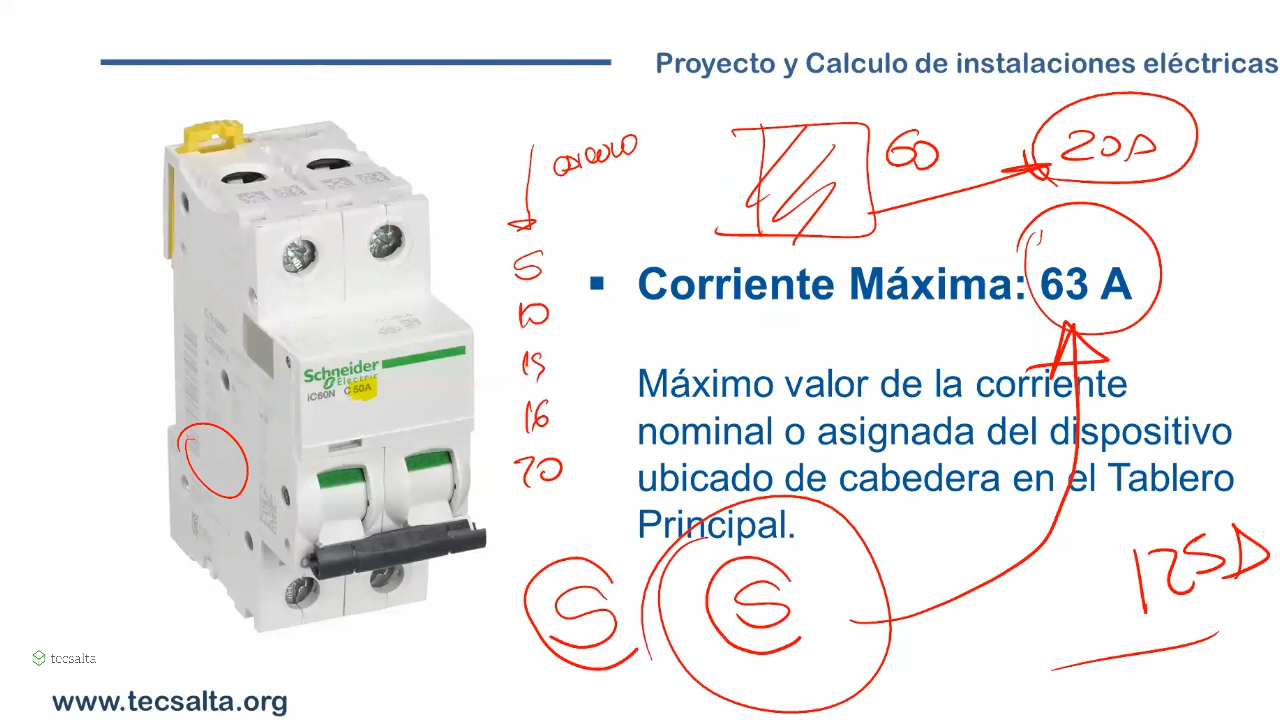 Proyecto y Calculo de instalaciones eléctricas
CALCULO
60
20A
5
10
15
16
20
Corriente Máxima: 63 A
Máximo valor de la corriente
nominal o asignada del dispositivo
ubicado de cabedera en el Tablero
Principal.
Schneider
Electric
iC60N C 50A
S
S
125A
tecsalta
www.tecsalta.org